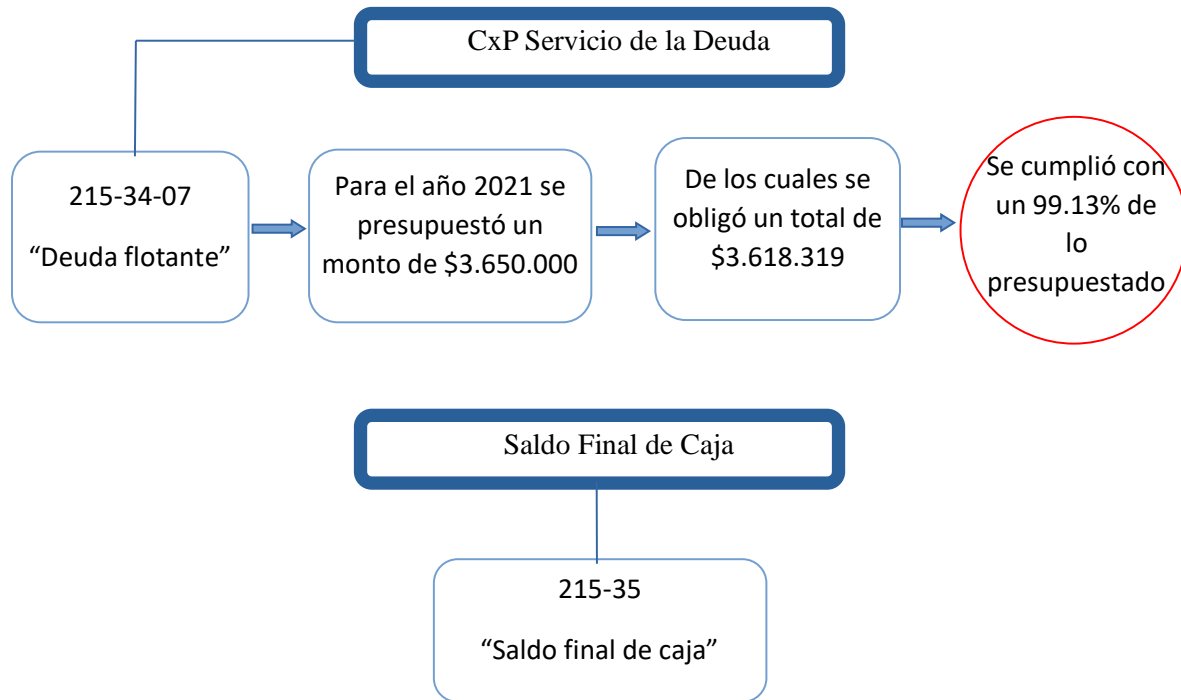 CxP Servicio de la Deuda
215-34-07
“Deuda flotante”
Para el año 2021 se
presupuestó un
monto de $3.650.000
De los cuales se
obligó un total de
$3.618.319
Se cumplió con
un 99.13% de
lo
presupuestado
Saldo Final de Caja
215-35
“Saldo final de caja”